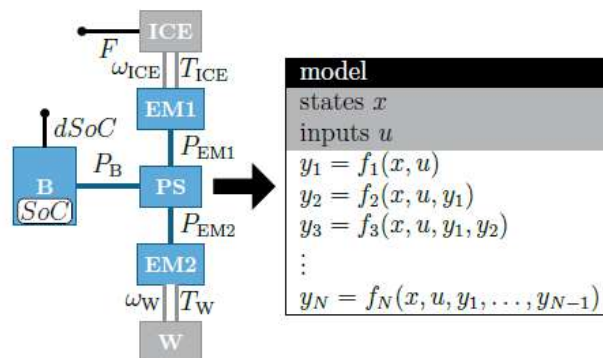 ICE
F
ω_ICE T_ICE
EM1
dSoC
P_EM1
P_B
B
SoC
PS
P_EM2
EM2
ω_W T_W
W
model
states x
inputs u
y_1 = f_1(x, u)
y_2 = f_2(x, u, y_1)
y_3 = f_3(x, u, y_1, y_2)
⋮
y_N = f_N(x, u, y_1, . . . , y_{N−1})